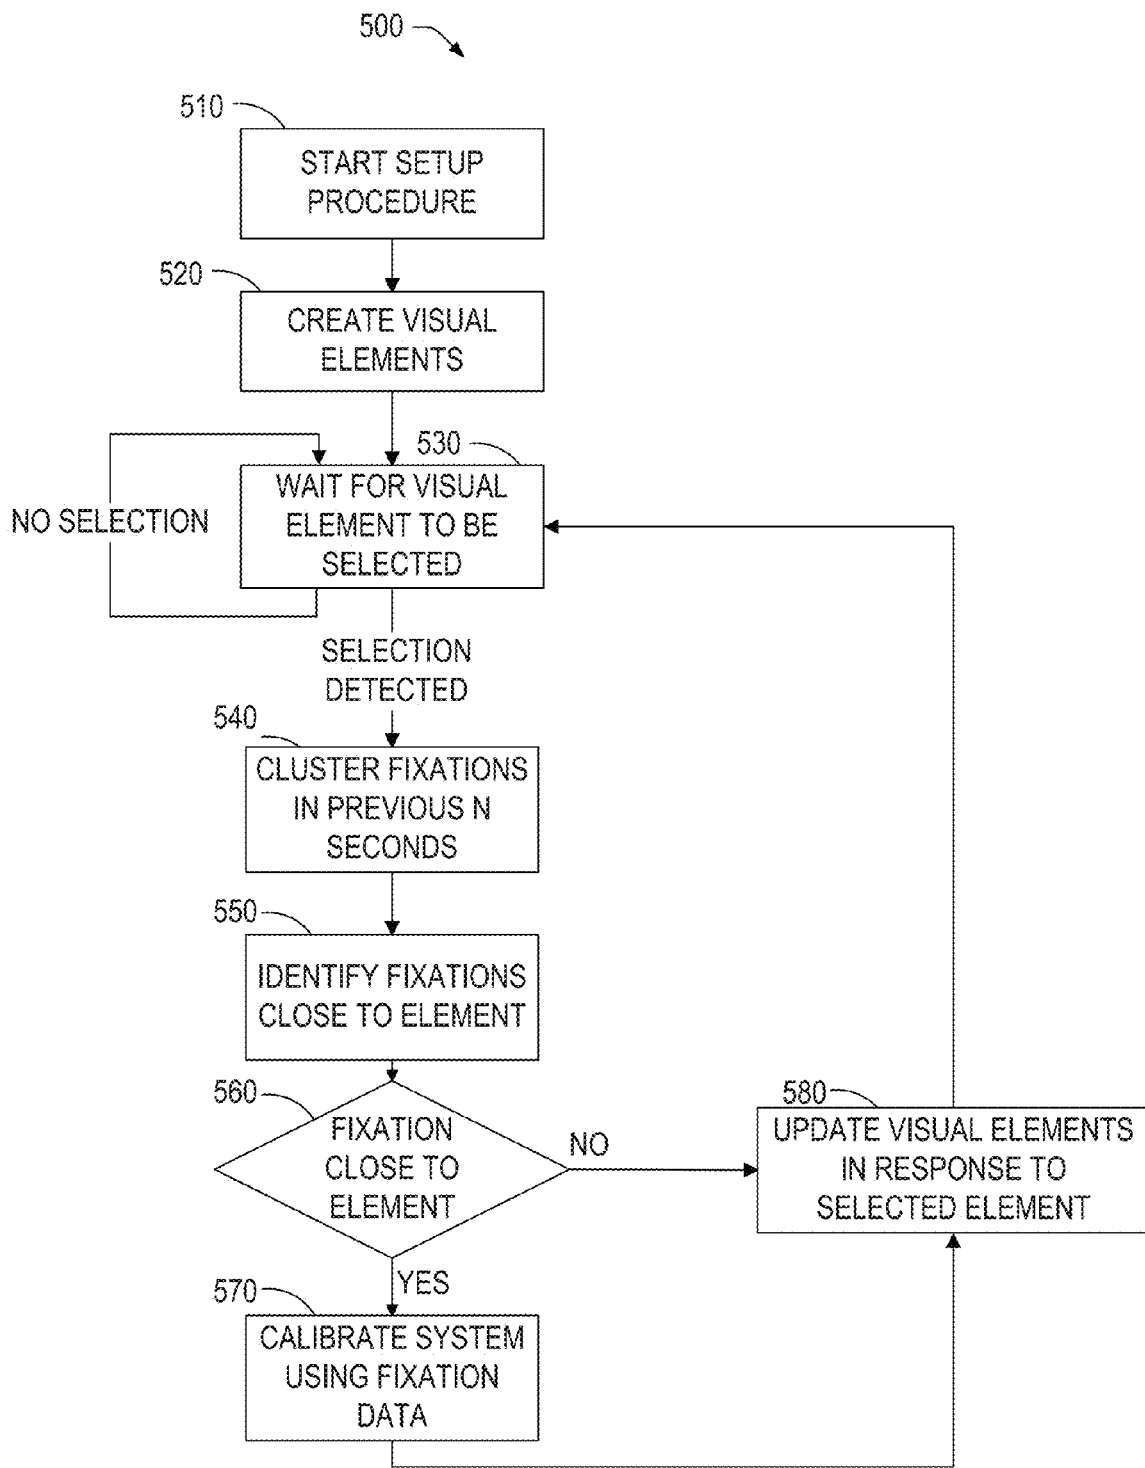 500
510
START SETUP
PROCEDURE
520
CREATE VISUAL
ELEMENTS
530
WAIT FOR VISUAL
ELEMENT TO BE
SELECTED
NO SELECTION
SELECTION
DETECTED
540
CLUSTER FIXATIONS
IN PREVIOUS N
SECONDS
550
IDENTIFY FIXATIONS
CLOSE TO ELEMENT
560
FIXATION
CLOSE TO
ELEMENT
NO
580
UPDATE VISUAL ELEMENTS
IN RESPONSE TO
SELECTED ELEMENT
YES
570
CALIBRATE SYSTEM
USING FIXATION
DATA